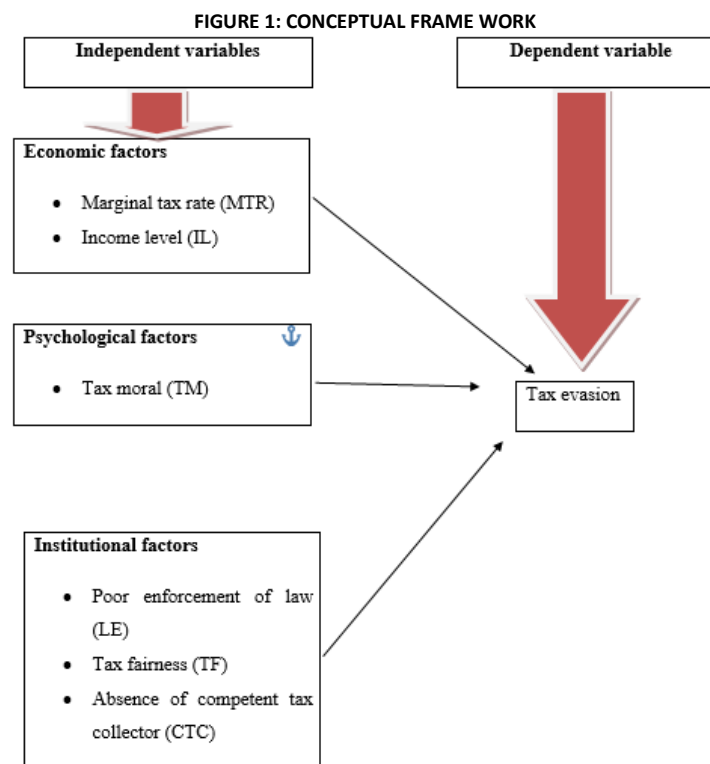 FIGURE 1: CONCEPTUAL FRAME WORK
Independent variables
Dependent variable
Economic factors
• Marginal tax rate (MTR)
• Income level (IL)
Psychological factors
• Tax moral (TM)
Tax evasion
Institutional factors
• Poor enforcement of law
(LE)
• Tax fairness (TF)
• Absence of competent tax
collector (CTC)